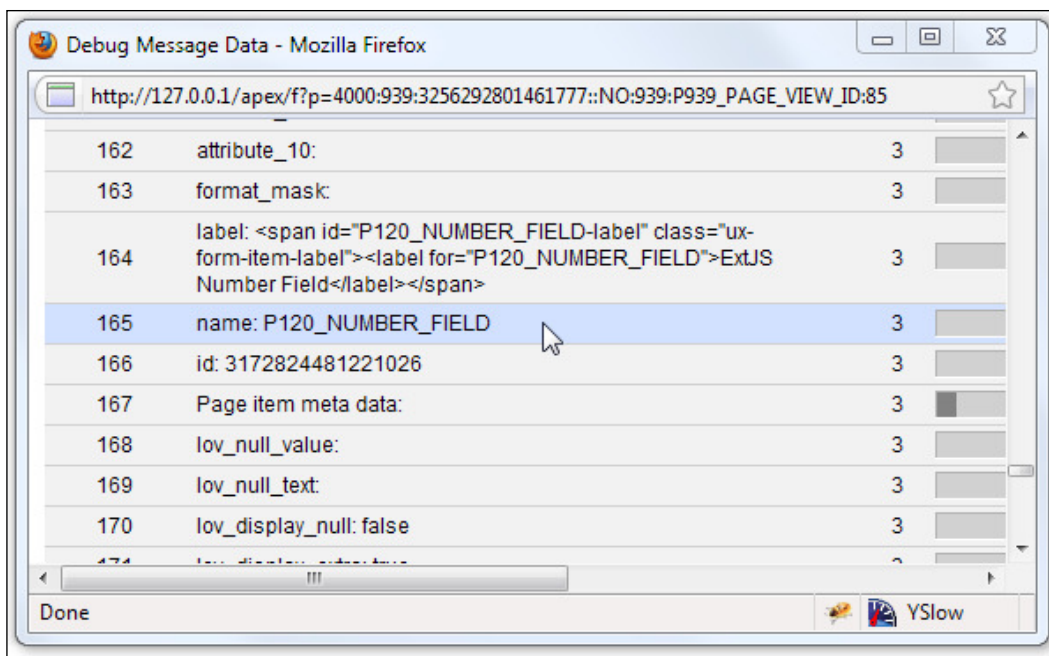 Debug Message Data - Mozilla Firefox
http://127.0.0.1/apex/f?p=4000:939:3256292801461777::NO:939:P939_PAGE_VIEW_ID:85
162 attribute_10: 3
163 format_mask: 3
label: <span id="P120_NUMBER_FIELD-label" class="ux-
164 form-item-label"><label for="P120_NUMBER_FIELD">ExtJS 3
Number Field</label></span>
165 name: P120_NUMBER_FIELD 3
166 id: 3172824481221026 3
167 Page item meta data: 3
168 lov_null_value: 3
169 lov_null_text: 3
170 lov_display_null: false 3
Done YSlow